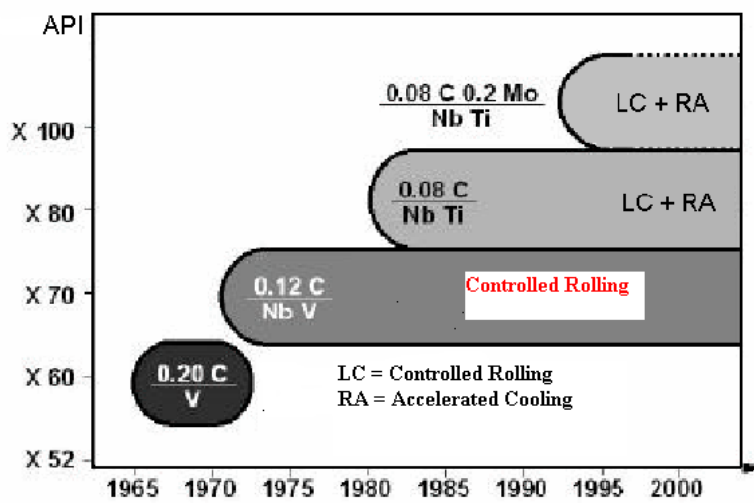 API
0.08 C 0.2 Mo
Nb Ti
LC + RA
X 100
0.08 C
Nb Ti
LC + RA
X 80
0.12 C
Nb V
Controlled Rolling
X 70
0.20 C
V
LC = Controlled Rolling
RA = Accelerated Cooling
X 60
X 52
1965 1970 1975 1980 1985 1990 1995 2000